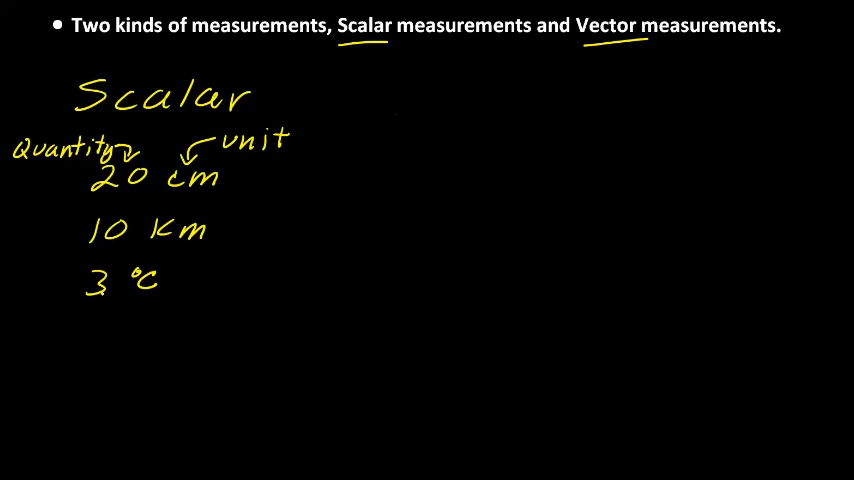 • Two kinds of measurements, Scalar measurements and Vector measurements.
Scalar
Quantity unit
20 cm
10 Km
3 °C